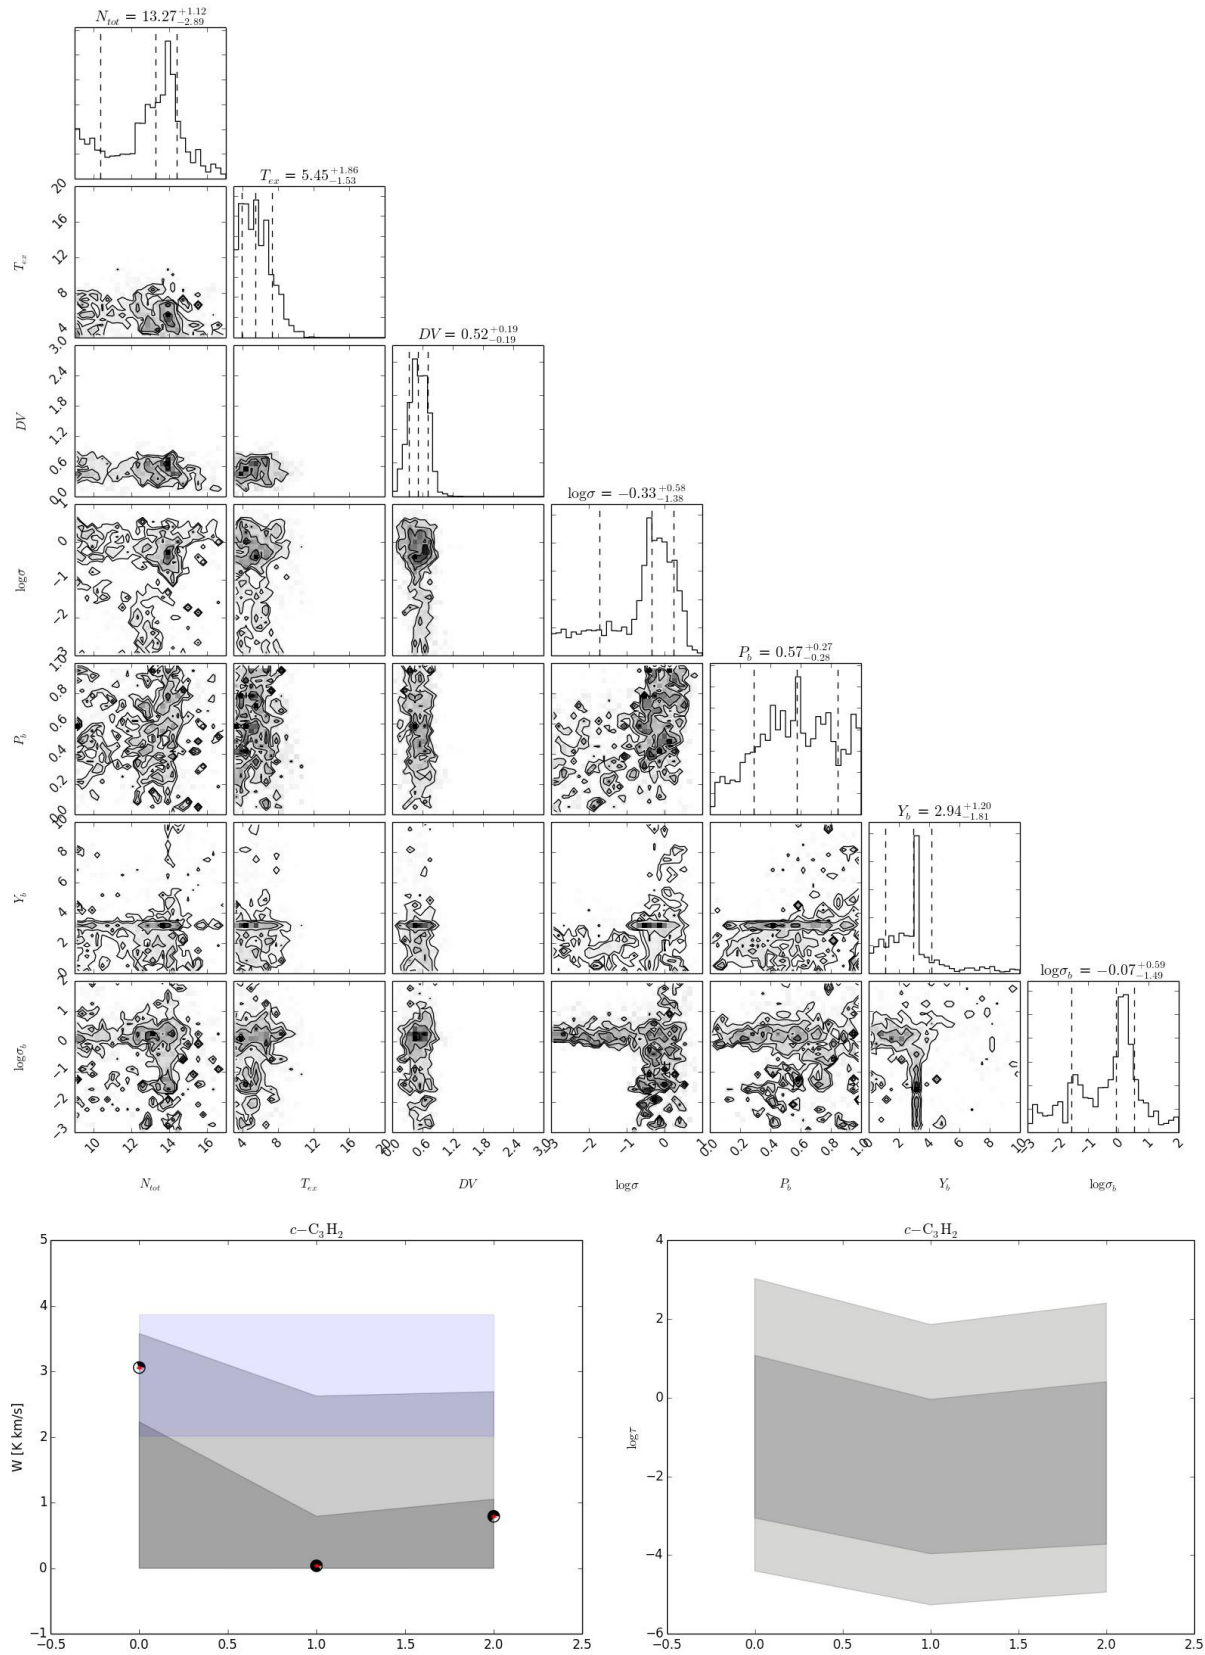 N_tot = 13.27 +1.12 −2.89
T_ex = 5.45 +1.86 −1.53
20
16
12
8
4
T_ex
DV = 0.52 +0.19 −0.19
3.0
2.4
1.8
1.2
0.6
0.0
DV
logσ = −0.33 +0.58 −1.38
1
0
−1
−2
−3
logσ
P_b = 0.57 +0.27 −0.28
1.0
0.8
0.6
0.4
0.2
0.0
P_b
Y_b = 2.94 +1.20 −1.81
10
8
6
4
2
0
Y_b
logσ_b = −0.07 +0.59 −1.49
2
1
0
−1
−2
−3
logσ_b
10 12 14 16
4 8 12 16 20
0.0 0.6 1.2 1.8 2.4 3.0
−3 −2 −1 0 1
0.0 0.2 0.4 0.6 0.8 1.0
0 2 4 6 8 10
−3 −2 −1 0 1 2
N_tot T_ex DV logσ P_b Y_b logσ_b
c−C3H2
5
4
3
2
1
0
−1
W [K km/s]
−0.5 0.0 0.5 1.0 1.5 2.0 2.5
c−C3H2
4
2
0
−2
−4
−6
logτ
−0.5 0.0 0.5 1.0 1.5 2.0 2.5